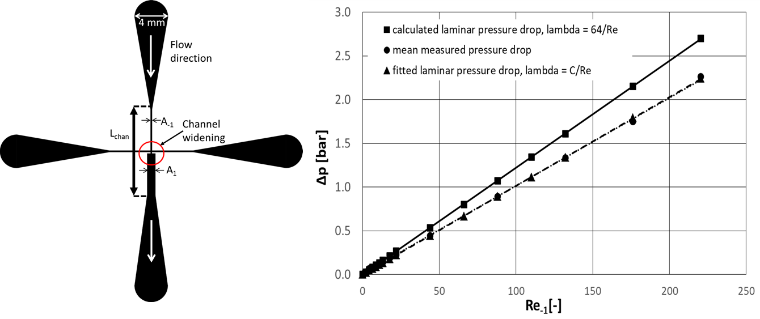 4 mm
Flow
direction
A-1
Lchan
Channel
widening
A1
3.0
2.5
2.0
1.5
1.0
0.5
0.0
Δp [bar]
calculated laminar pressure drop, lambda = 64/Re
mean measured pressure drop
fitted laminar pressure drop, lambda = C/Re
0
50
100
150
200
250
Re-1[-]